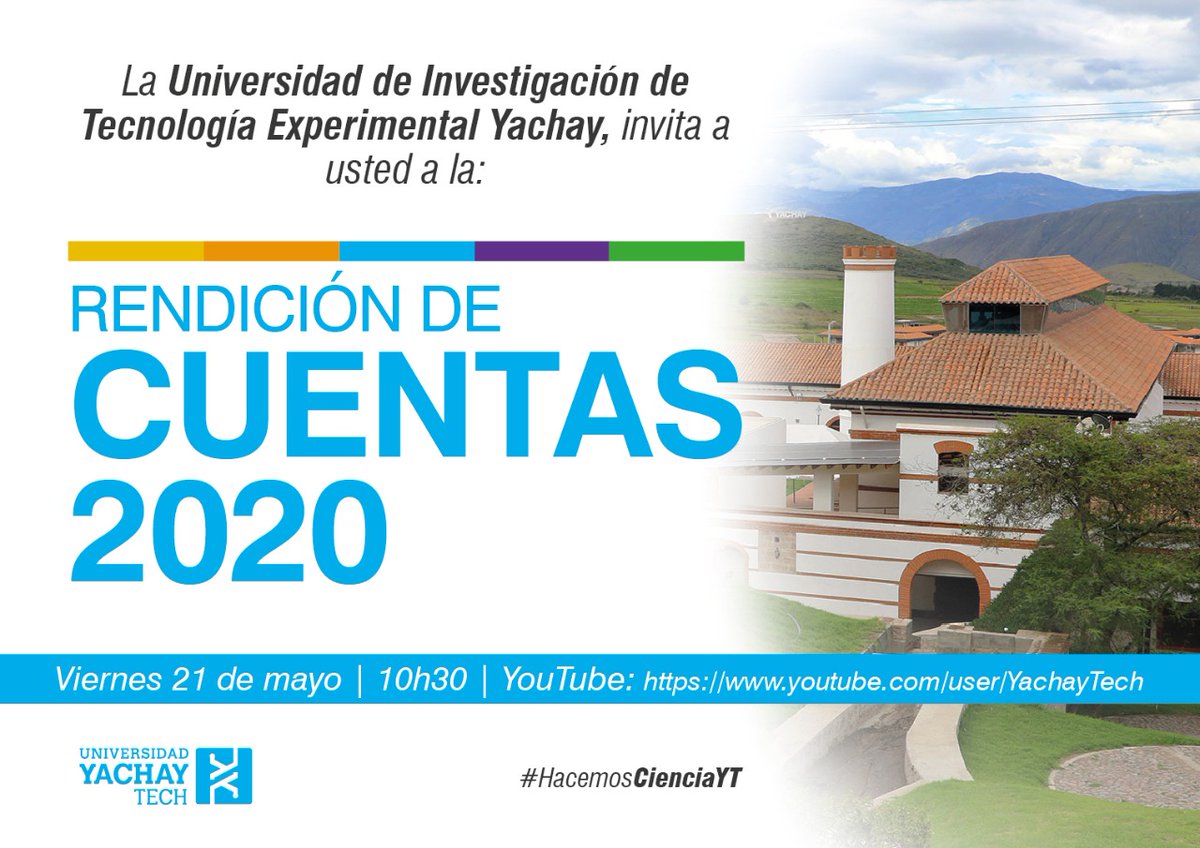 La Universidad de Investigación de
Tecnología Experimental Yachay, invita a
usted a la:
RENDICIÓN DE
CUENTAS
2020
Viernes 21 de mayo | 10h30 | YouTube: https://www.youtube.com/user/YachayTech
UNIVERSIDAD
YACHAY
TECH
#HacemosCienciaYT
YACHAY